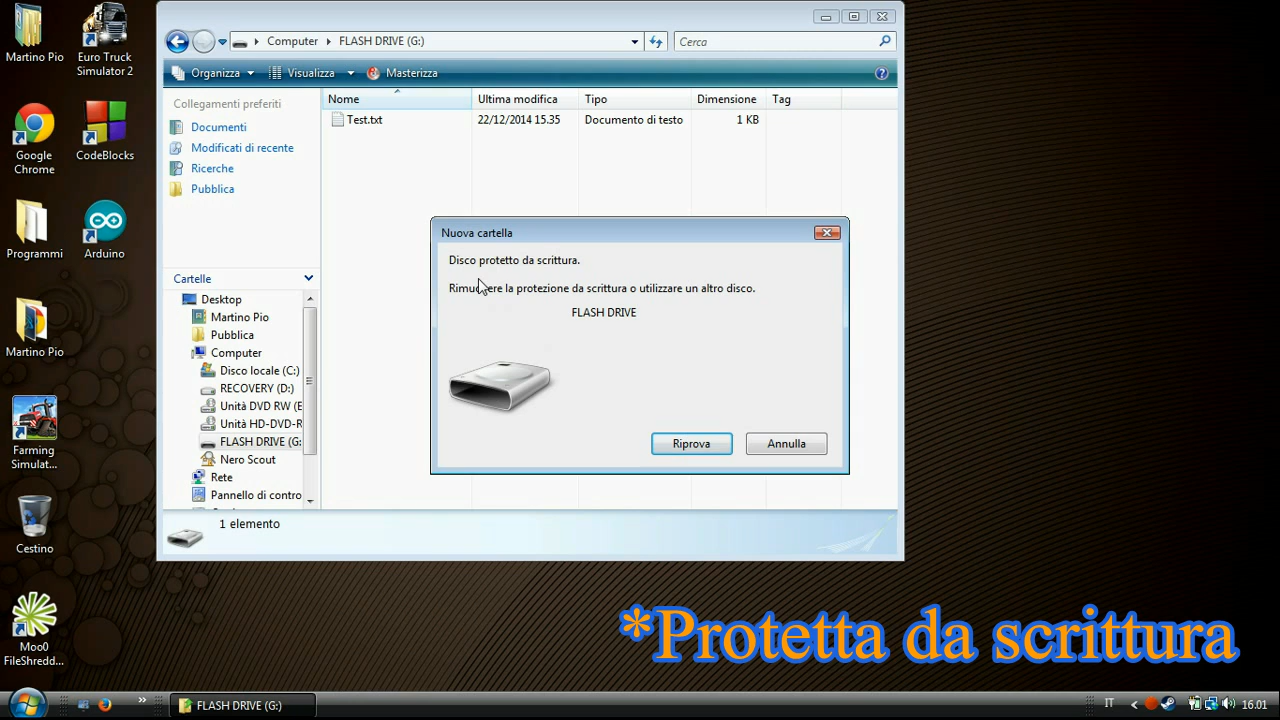 Martino Pio
Euro Truck
Simulator 2
Google
Chrome
CodeBlocks
Programmi
Arduino
Martino Pio
Farming
Simulat...
Cestino
Moo0
FileShredd...
Computer
FLASH DRIVE (G:)
Cerca
Organizza
Visualizza
Masterizza
Collegamenti preferiti
Documenti
Modificati di recente
Ricerche
Pubblica
Nome
Ultima modifica
Tipo
Dimensione
Tag
Test.txt
22/12/2014 15.35
Documento di testo
1 KB
Cartelle
Desktop
Martino Pio
Pubblica
Computer
Disco locale (C:)
RECOVERY (D:)
Unità DVD RW (E
Unità HD-DVD-R
FLASH DRIVE (G:
Nero Scout
Rete
Pannello di contro
Nuova cartella
Disco protetto da scrittura.
Rimuovere la protezione da scrittura o utilizzare un altro disco.
FLASH DRIVE
Riprova
Annulla
1 elemento
*Protetta da scrittura
FLASH DRIVE (G:)
IT
16.01